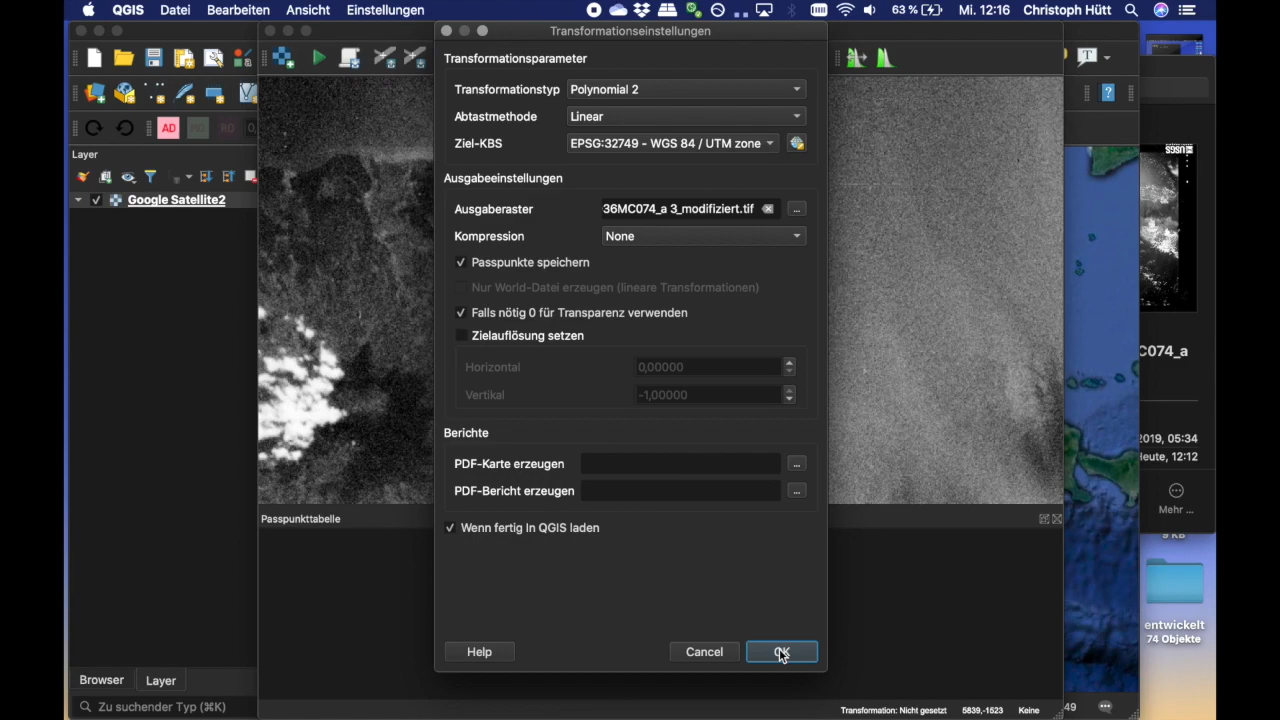 QGIS Datei Bearbeiten Ansicht Einstellungen 63 % Mi. 12:16 Christoph Hütt
Transformationseinstellungen
Transformationsparameter
Transformationstyp Polynomial 2
Abtastmethode Linear
Ziel-KBS EPSG:32749 - WGS 84 / UTM zone
AD
Layer
Google Satellite2
Ausgabeeinstellungen
Ausgaberaster 36MC074_a 3_modifiziert.tif ...
Kompression None
Passpunkte speichern
Nur World-Datei erzeugen (lineare Transformationen)
Falls nötig 0 für Transparenz verwenden
Zielauflösung setzen
Horizontal 0,00000
Vertikal -1,00000
Berichte
PDF-Karte erzeugen ...
PDF-Bericht erzeugen ...
Wenn fertig in QGIS laden
Help Cancel OK
Passpunkttabelle
USGS
C074_a
2019, 05:34
Heute, 12:12
Mehr ...
9 KB
entwickelt
74 Objekte
Browser Layer
Zu suchender Typ (⌘K)
Transformation: Nicht gesetzt 5839,-1523 Keine
49